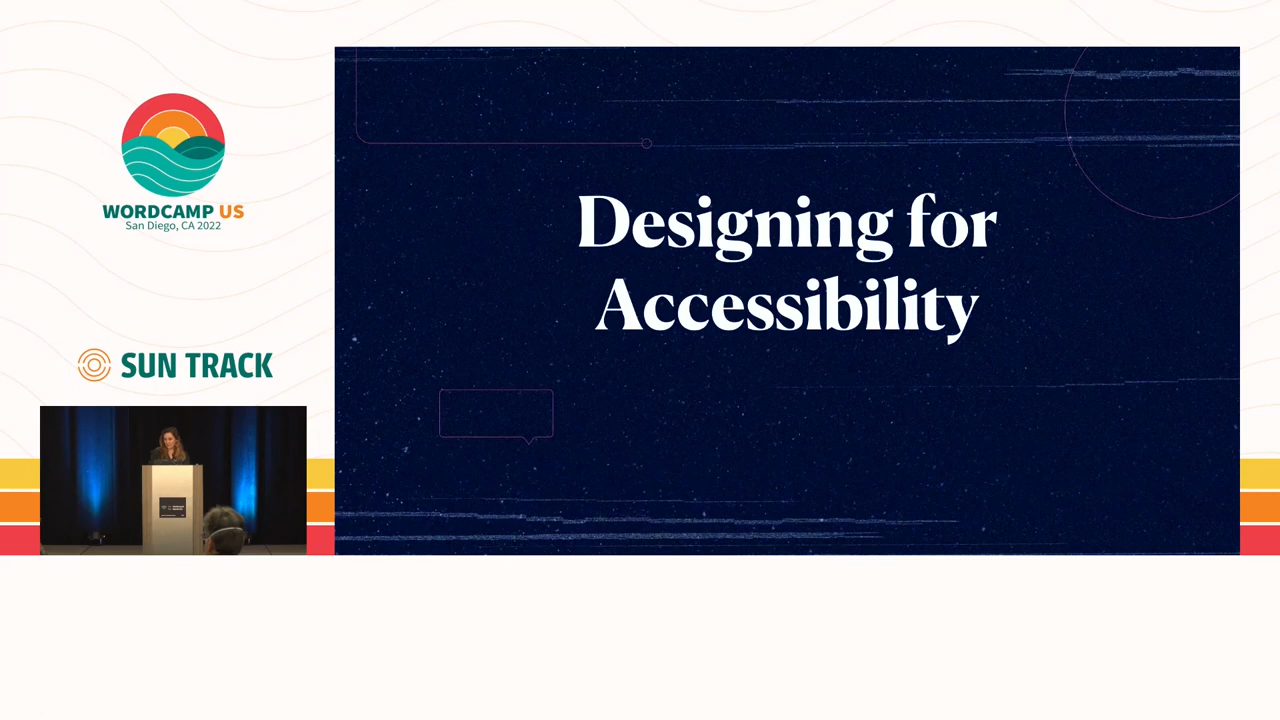 WORDCAMP US
San Diego, CA 2022
SUN TRACK
Designing for
Accessibility